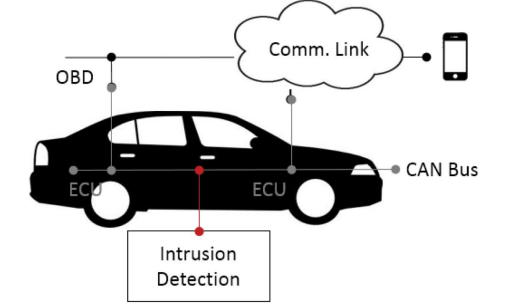 Comm. Link
OBD
CAN Bus
ECU
ECU
Intrusion
Detection